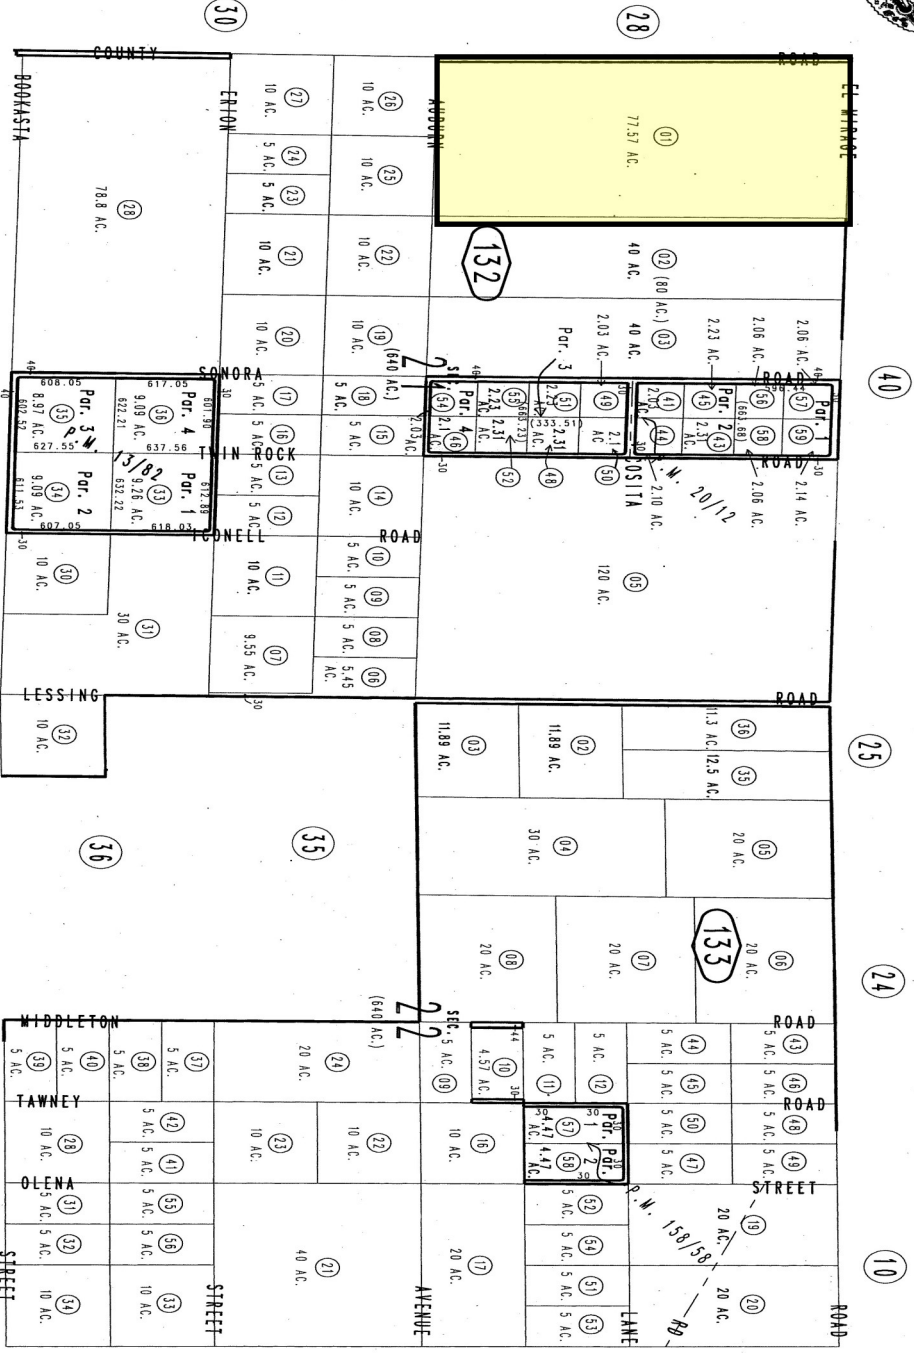 30
28
COUNTY
ROAD
BOOKASTA
ERION
AUBURN
EL MIRAGE
27
10 AC.
26
10 AC.
01
77.57 AC.
24
5 AC.
23
5 AC.
25
10 AC.
28
78.8 AC.
21
10 AC.
22
10 AC.
132
02 (80 AC.) 03
40 AC.
40 AC.
20
10 AC.
19
10 AC.
(640 AC.)
2.03 AC.
Par. 3
2.23 AC.
2.06 AC.
2.06 AC.
40
SONORA
ROAD
608.05
617.05
601.90
Par. 3
35
8.97 AC.
602.52
627.55
Par. 4
36
9.09 AC.
622.21
637.56
P.M.
13/82
Par. 2
34
9.09 AC.
611.53
607.05
Par. 1
33
9.26 AC.
632.22
612.89
618.03
17
5 AC.
18
5 AC.
16
5 AC.
15
5 AC.
TWIN ROCK
ROAD
13
5 AC.
12
5 AC.
14
10 AC.
54
Par. 4
2.1
46
2.03 AC.
55
2.23 AC.
2.31
663.23
51
2.23
(333.51)
2.31 AC.
49
2.1
52
48
50
41
2.03 AC.
44
45
Par. 2
43
2.31
56
58
663.68
57
Par. 1
59
P.M. 20/12
2.10 AC.
2.06 AC.
2.14 AC.
ROAD
11
10 AC.
10
5 AC.
09
5 AC.
05
120 AC.
30
10 AC.
31
30 AC.
07
9.55 AC.
08
5 AC.
06
5.45 AC.
LESSING
ROAD
32
10 AC.
03
11.89 AC.
02
11.89 AC.
36
11.3 AC.
35
12.5 AC.
25
36
35
04
30 AC.
05
20 AC.
08
20 AC.
07
20 AC.
133
06
20 AC.
24
MIDDLETON
ROAD
SEC. 22
(640 AC.)
39
5 AC.
40
5 AC.
38
5 AC.
37
5 AC.
24
20 AC.
09
5 AC.
10
4.57 AC.
11
5 AC.
12
5 AC.
44
5 AC.
43
5 AC.
45
5 AC.
46
5 AC.
TAWNEY
ROAD
28
10 AC.
42
5 AC.
41
5 AC.
23
10 AC.
22
10 AC.
16
10 AC.
Par. 1
57
4.47 AC.
Par. 2
58
4.47 AC.
50
5 AC.
48
5 AC.
47
5 AC.
49
5 AC.
OLENA
STREET
P.M. 158/58
31
5 AC.
32
5 AC.
55
5 AC.
56
5 AC.
34
10 AC.
33
10 AC.
21
40 AC.
17
20 AC.
52
5 AC.
54
5 AC.
51
5 AC.
53
5 AC.
19
20 AC.
20
20 AC.
10
STREET
STREET
AVENUE
LANE
Rd
ROAD